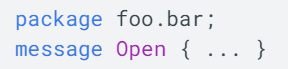 package foo.bar;
message Open { ... }